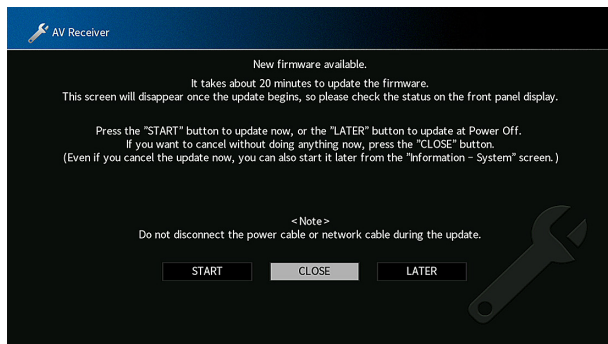 AV Receiver
New firmware available.
It takes about 20 minutes to update the firmware.
This screen will disappear once the update begins, so please check the status on the front panel display.
Press the "START" button to update now, or the "LATER" button to update at Power Off.
If you want to cancel without doing anything now, press the "CLOSE" button.
(Even if you cancel the update now, you can also start it later from the "Information - System" screen.)
<Note>
Do not disconnect the power cable or network cable during the update.
START CLOSE LATER